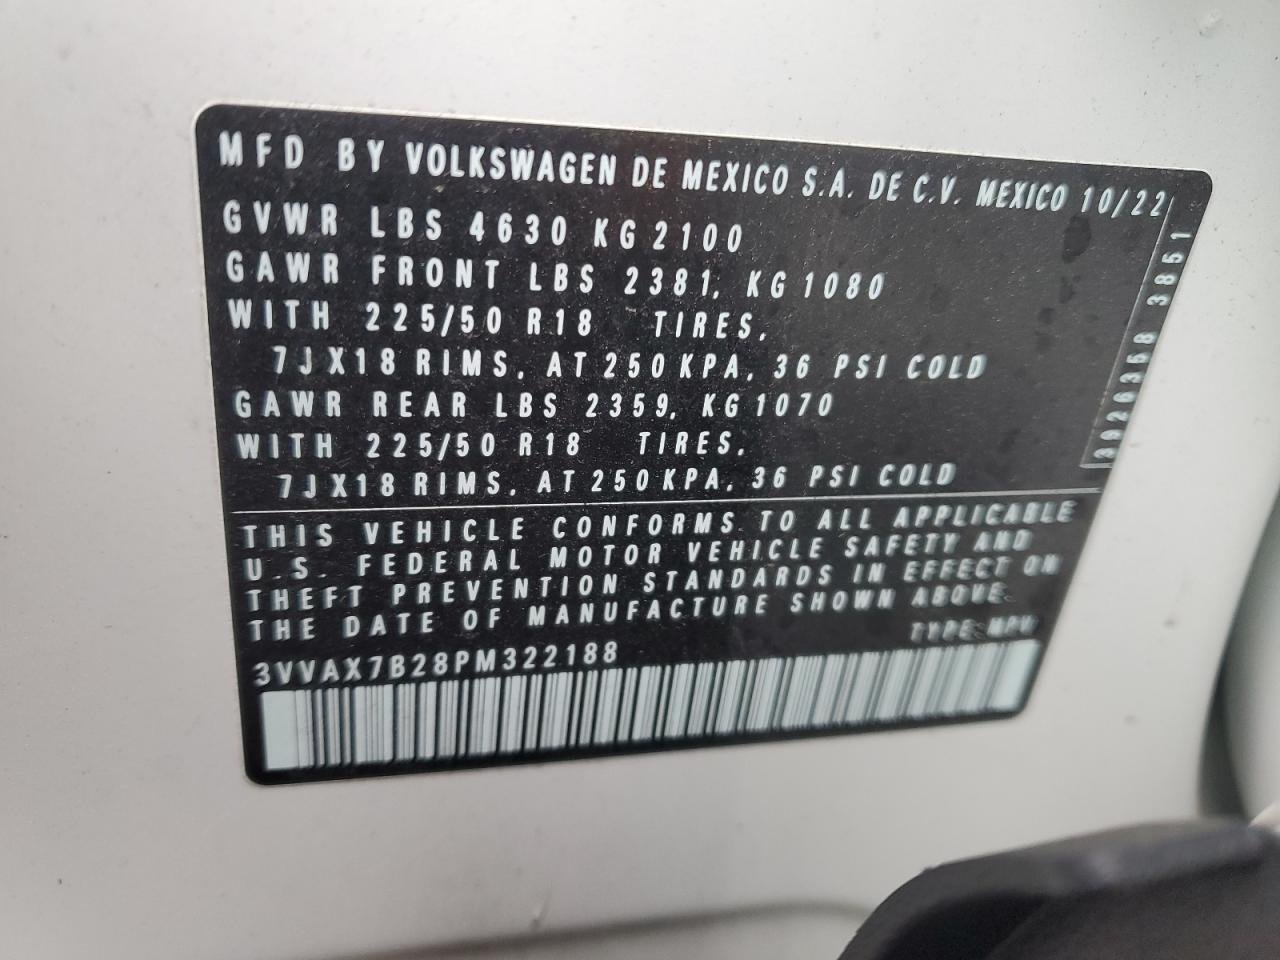 MFD BY VOLKSWAGEN DE MEXICO S.A. DE C.V. MEXICO 10/22
GVWR LBS 4630 KG 2100
GAWR FRONT LBS 2381, KG 1080
WITH 225/50 R18 TIRES,
7JX18 RIMS, AT 250 KPA, 36 PSI COLD
GAWR REAR LBS 2359, KG 1070
WITH 225/50 R18 TIRES,
7JX18 RIMS, AT 250 KPA, 36 PSI COLD
THIS VEHICLE CONFORMS TO ALL APPLICABLE
U.S. FEDERAL MOTOR VEHICLE SAFETY AND
THEFT PREVENTION STANDARDS IN EFFECT ON
THE DATE OF MANUFACTURE SHOWN ABOVE.
TYPE: MPV
3VVAX7B28PM322188
3851